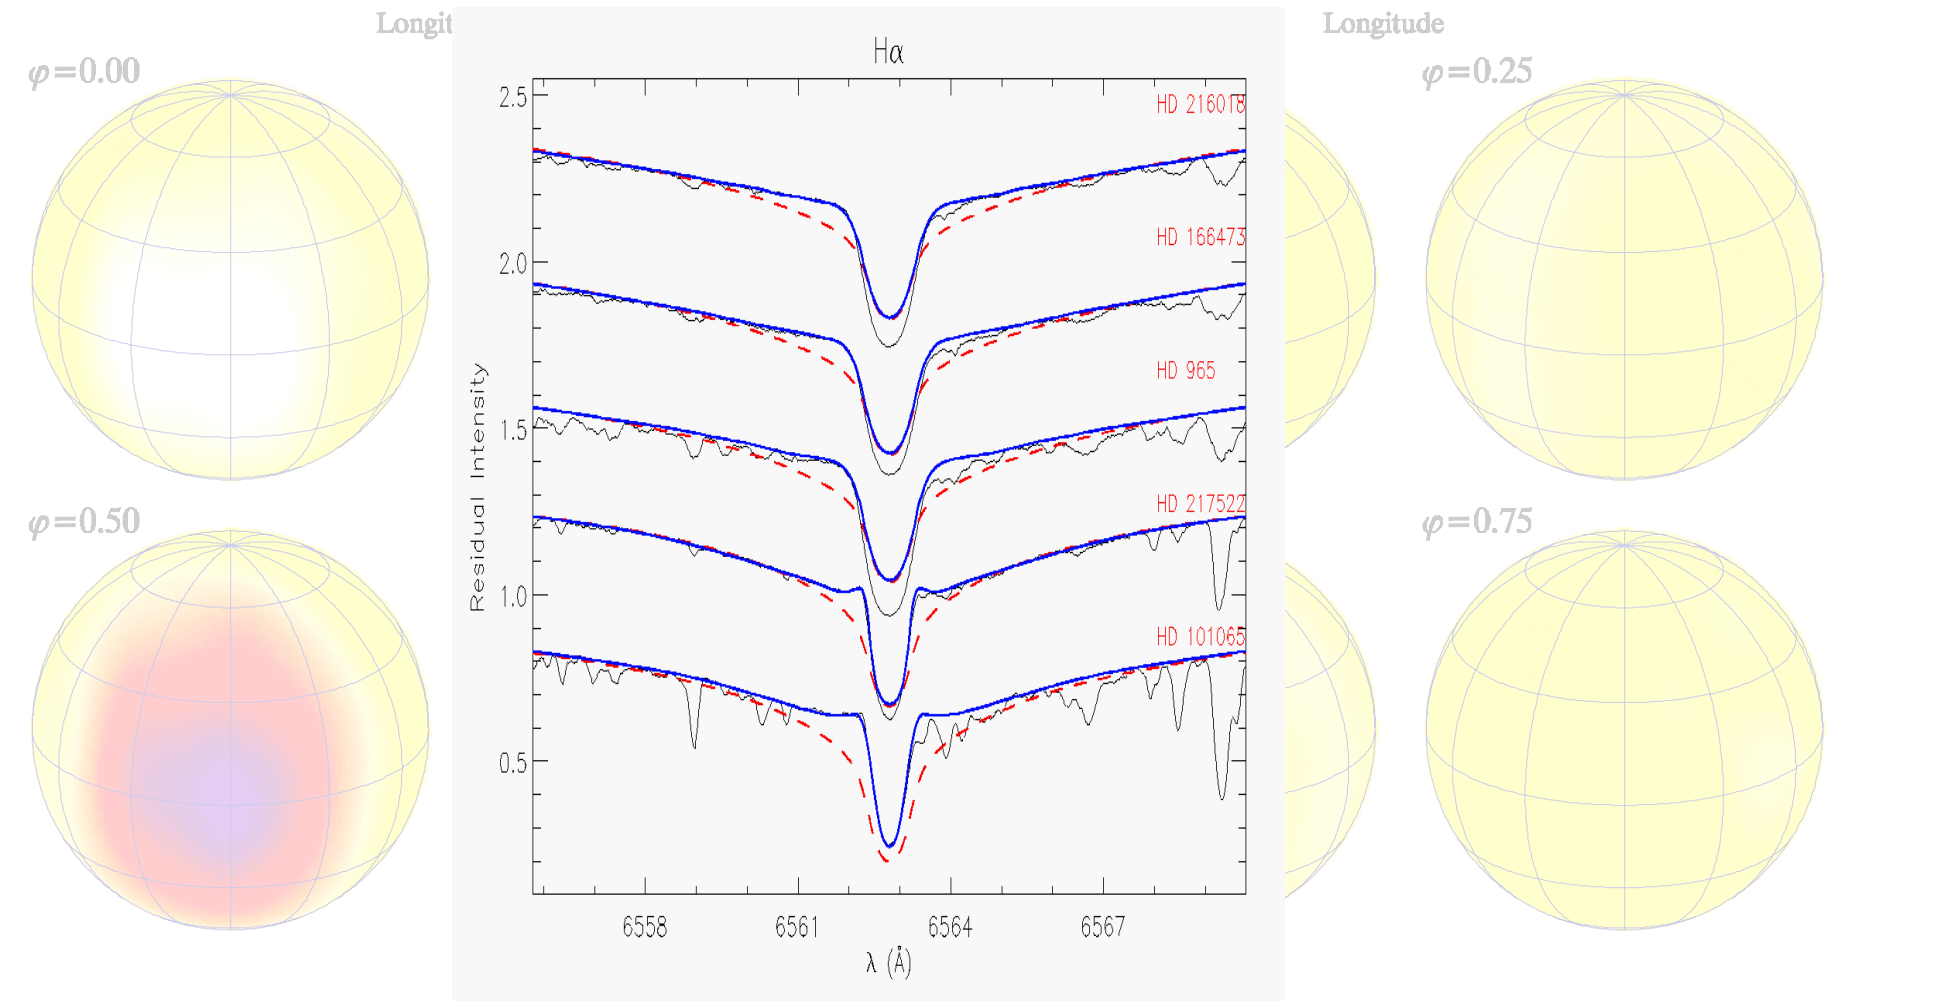 Longit
Longitude
φ=0.00
φ=0.25
φ=0.50
φ=0.75
Hα
2.5
2.0
1.5
1.0
0.5
Residual Intensity
HD 216018
HD 166473
HD 965
HD 217522
HD 101065
6558 6561 6564 6567
λ (Å)